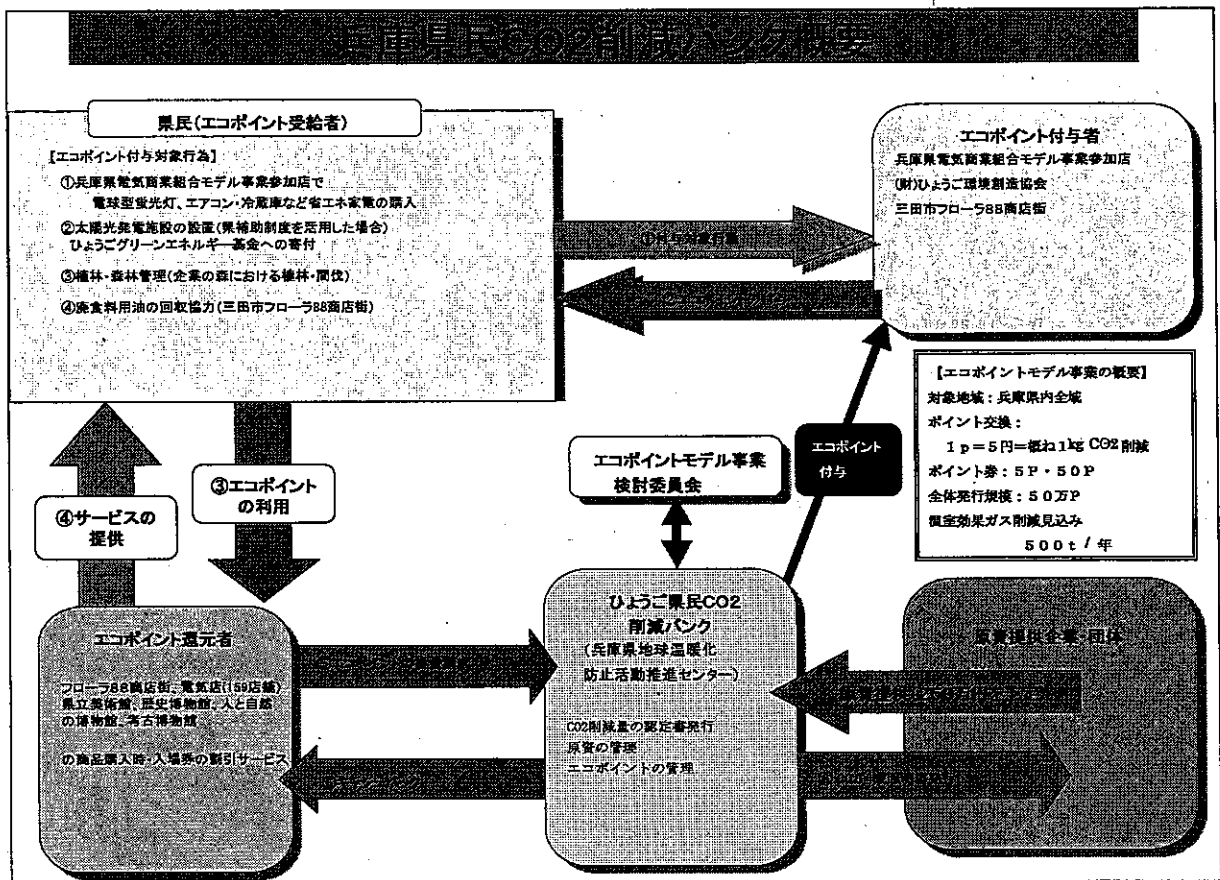 兵庫県民CO2削減バンク概要
県民(エコポイント受給者)
【エコポイント付与対象行為】
①兵庫県電気商業組合モデル事業参加店で
電球型蛍光灯、エアコン・冷蔵庫など省エネ家電の購入
②太陽光発電施設の設置(県補助制度を活用した場合)
ひょうごグリーンエネルギー基金への寄付
③植林・森林管理(企業の森における植林・間伐)
④廃食料用油の回収協力(三田市フローラ88商店街)
エコポイント付与省
兵庫県電気商業組合モデル事業参加店
(財)ひょうご環境創造協会
三田市フローラ88商店街
①付与対象行為
【エコポイントモデル事業の概要】
対象地域:兵庫県内全域
ポイント交換:
1p=5円=概ね1kg CO2削減
ポイント券:5P・50P
全体発行規模:50万P
温室効果ガス削減見込み
500t/年
エコポイント
付与
エコポイントモデル事業
検討委員会
③エコポイント
の利用
④サービスの
提供
エコポイント還元者
フローラ88商店街、電気店(159店舗)
県立美術館、歴史博物館、人と自然
の博物館、考古博物館
の商品購入時・入場券の割引サービス
ひょうご県民CO2
削減バンク
(兵庫県地球温暖化
防止活動推進センター)
CO2削減量の認定書発行
原資の管理
エコポイントの管理
原資提供企業・団体